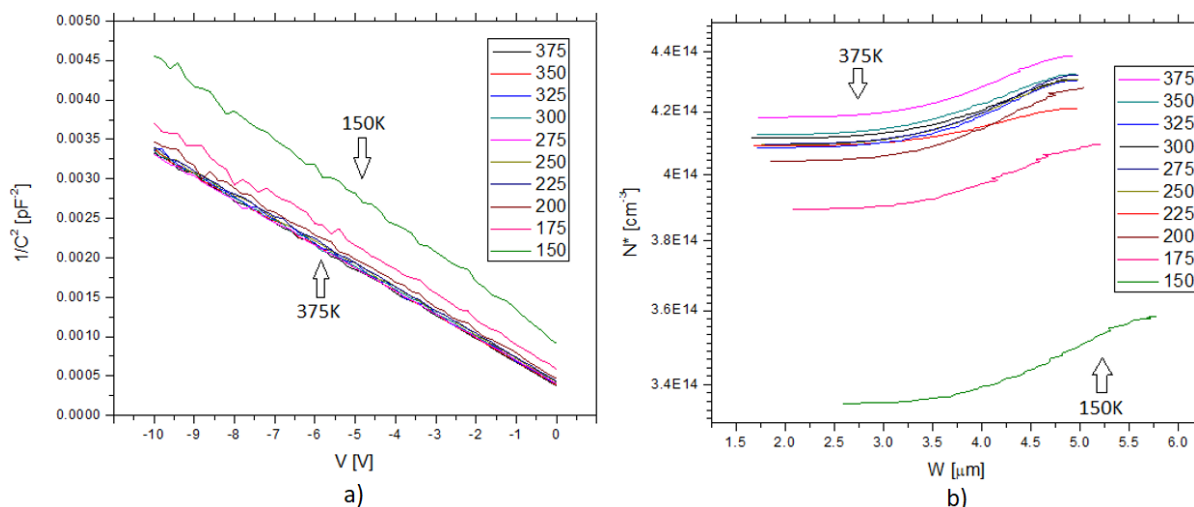 0.0050
0.0045
0.0040
0.0035
0.0030
0.0025
0.0020
0.0015
0.0010
0.0005
0.0000
1/C² [pF⁻²]
-10 -9 -8 -7 -6 -5 -4 -3 -2 -1 0
V [V]
a)
150K
375K
375
350
325
300
275
250
225
200
175
150
4.4E14
4.2E14
4E14
3.8E14
3.6E14
3.4E14
N* [cm⁻³]
1.5 2.0 2.5 3.0 3.5 4.0 4.5 5.0 5.5 6.0
W [μm]
b)
375K
150K
375
350
325
300
275
250
225
200
175
150